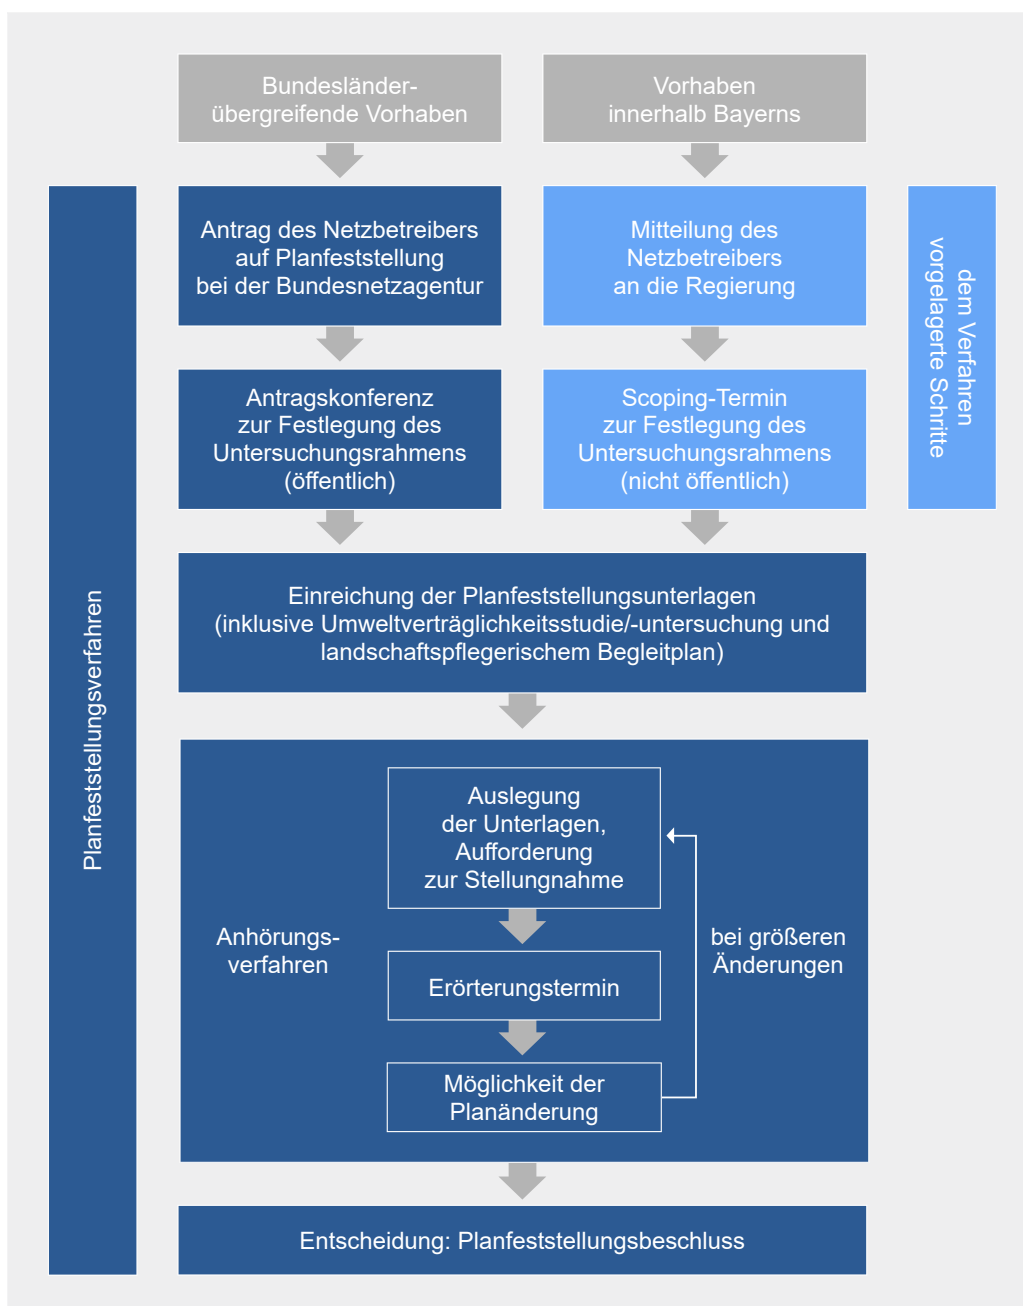 Bundesländer-
übergreifende Vorhaben
Vorhaben
innerhalb Bayerns
Planfeststellungsverfahren
Antrag des Netzbetreibers
auf Planfeststellung
bei der Bundesnetzagentur
Mitteilung des
Netzbetreibers
an die Regierung
dem Verfahren
vorgelagerte Schritte
Antragskonferenz
zur Festlegung des
Untersuchungsrahmens
(öffentlich)
Scoping-Termin
zur Festlegung des
Untersuchungsrahmens
(nicht öffentlich)
Einreichung der Planfeststellungsunterlagen
(inklusive Umweltverträglichkeitsstudie/-untersuchung und
landschaftspflegerischem Begleitplan)
Anhörungs-
verfahren
Auslegung
der Unterlagen,
Aufforderung
zur Stellungnahme
Erörterungstermin
Möglichkeit der
Planänderung
bei größeren
Änderungen
Entscheidung: Planfeststellungsbeschluss